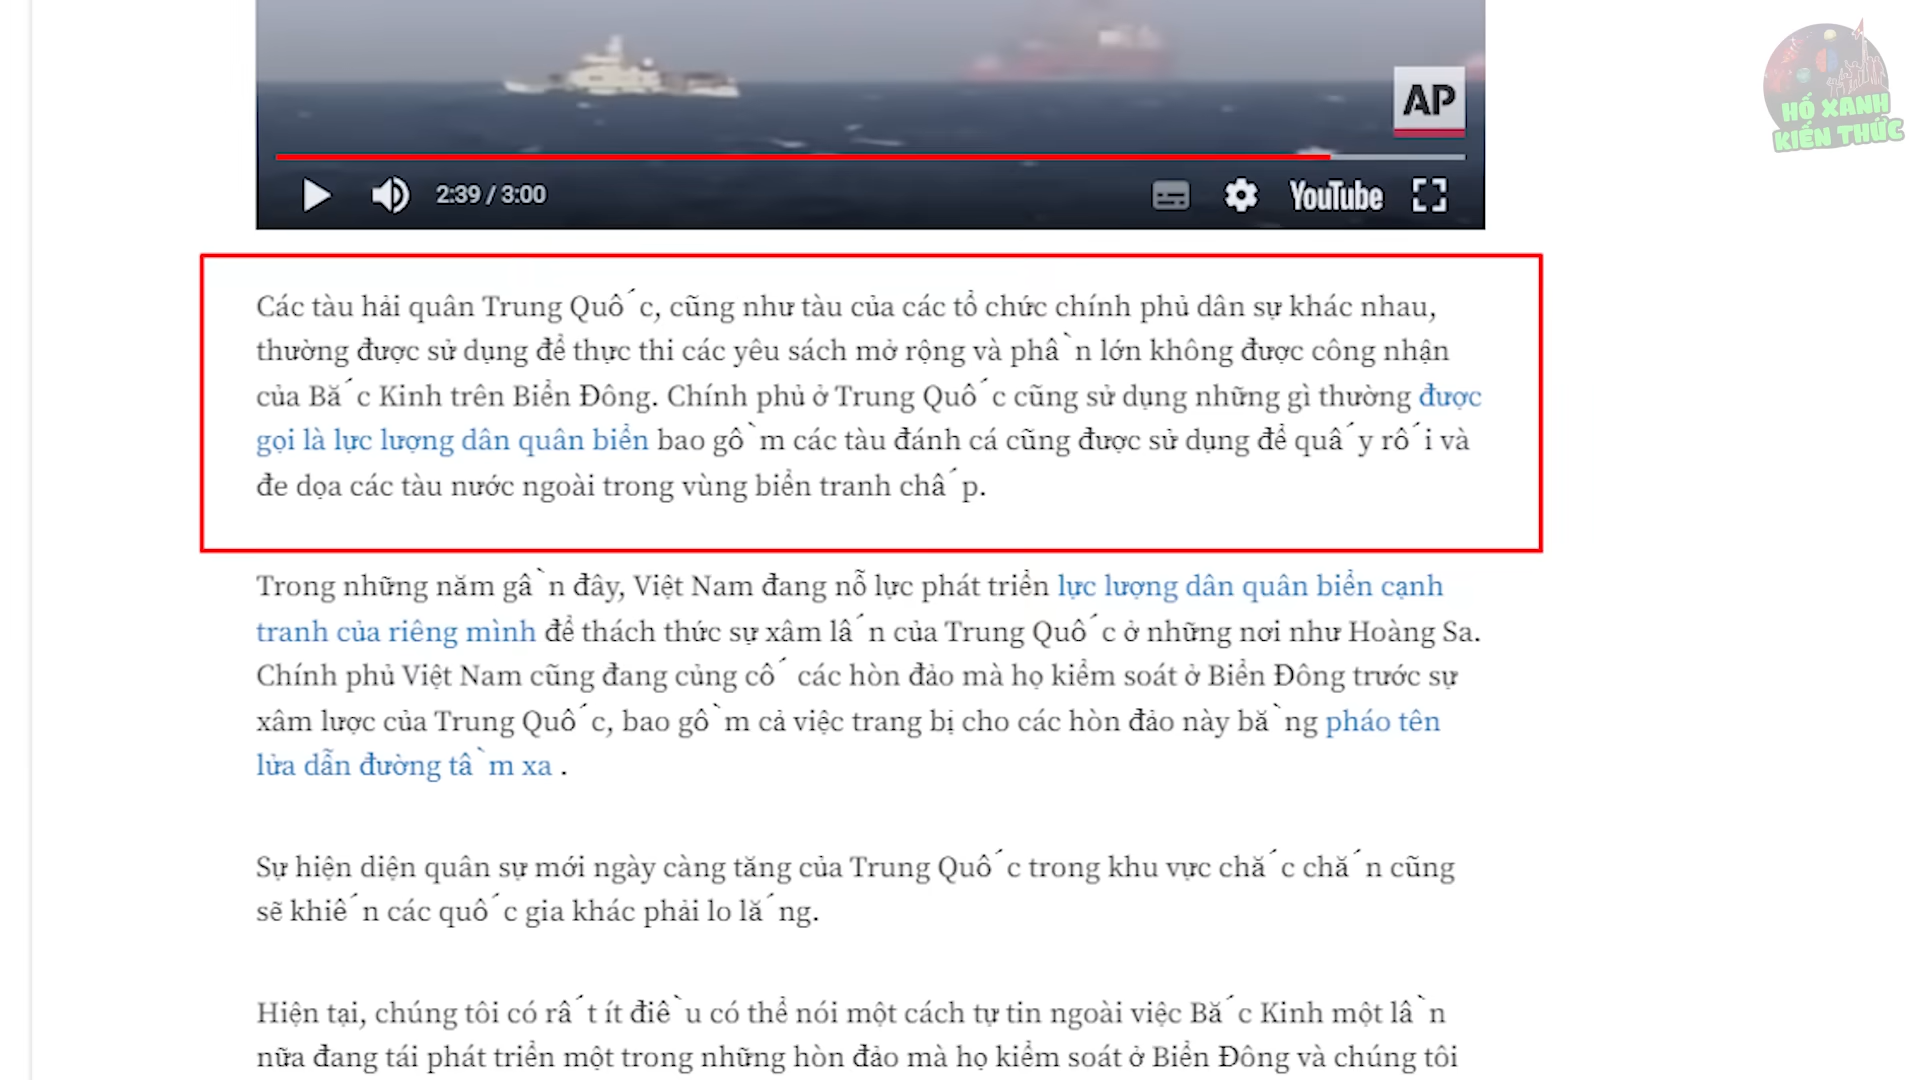 HỐ XANH
KIẾN THỨC
AP
2:39 / 3:00
YouTube
Các tàu hải quân Trung Quốc, cũng như tàu của các tổ chức chính phủ dân sự khác nhau,
thường được sử dụng để thực thi các yêu sách mở rộng và phần lớn không được công nhận
của Bắc Kinh trên Biển Đông. Chính phủ ở Trung Quốc cũng sử dụng những gì thường được
gọi là lực lượng dân quân biển bao gồm các tàu đánh cá cũng được sử dụng để quấy rối và
đe dọa các tàu nước ngoài trong vùng biển tranh chấp.
Trong những năm gần đây, Việt Nam đang nỗ lực phát triển lực lượng dân quân biển cạnh
tranh của riêng mình để thách thức sự xâm lấn của Trung Quốc ở những nơi như Hoàng Sa.
Chính phủ Việt Nam cũng đang củng cố các hòn đảo mà họ kiểm soát ở Biển Đông trước sự
xâm lược của Trung Quốc, bao gồm cả việc trang bị cho các hòn đảo này bằng pháo tên
lửa dẫn đường tầm xa .
Sự hiện diện quân sự mới ngày càng tăng của Trung Quốc trong khu vực chắc chắn cũng
sẽ khiến các quốc gia khác phải lo lắng.
Hiện tại, chúng tôi có rất ít điều có thể nói một cách tự tin ngoài việc Bắc Kinh một lần
nữa đang tái phát triển một trong những hòn đảo mà họ kiểm soát ở Biển Đông và chúng tôi